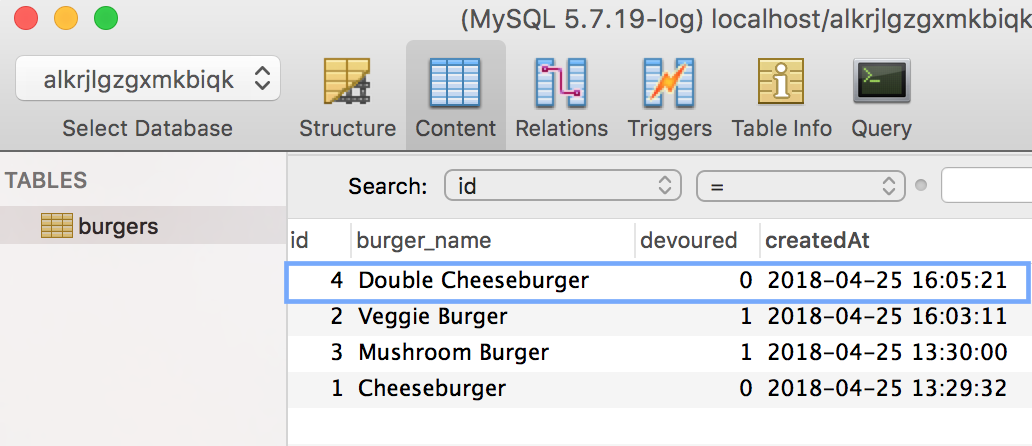 (MySQL 5.7.19-log) localhost/alkrjlgzgxmkbiqk
alkrjlgzgxmkbiqk
Select Database Structure Content Relations Triggers Table Info Query
TABLES
burgers
Search: id =
id burger_name devoured createdAt
4 Double Cheeseburger 0 2018-04-25 16:05:21
2 Veggie Burger 1 2018-04-25 16:03:11
3 Mushroom Burger 1 2018-04-25 13:30:00
1 Cheeseburger 0 2018-04-25 13:29:32